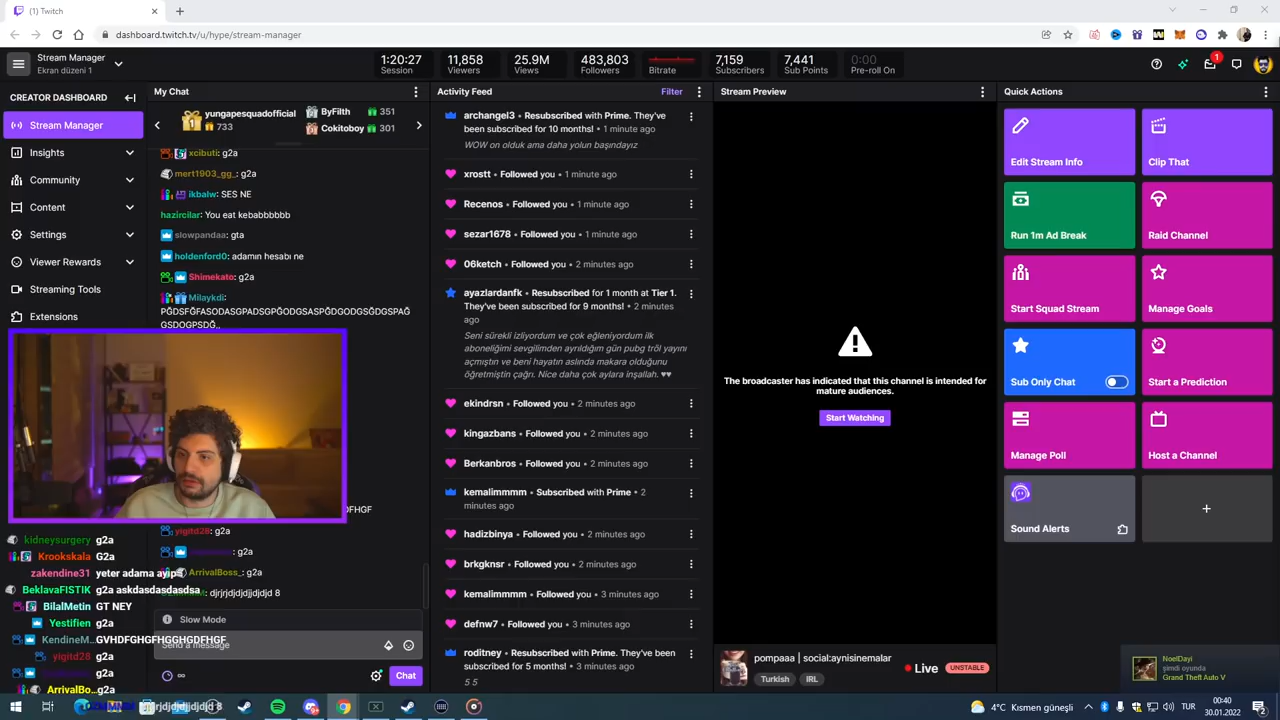 (1) Twitch
dashboard.twitch.tv/u/hype/stream-manager
Stream Manager
Ekran düzeni 1
1:20:27
Session
11,858
Viewers
25.9M
Views
483,803
Followers
Bitrate
7,159
Subscribers
7,441
Sub Points
0:00
Pre-roll On
1
CREATOR DASHBOARD
Stream Manager
Insights
Community
Content
Settings
Viewer Rewards
Streaming Tools
Extensions
My Chat
yungapesquadofficial
1
733
ByFilth 351
Cokitoboy 301
xcibuti: g2a
mert1903_gg_: g2a
ikbalw: SES NE
hazircilar: You eat kebabbbbbb
slowpandaa: gta
holdenford0: adamın hesabı ne
Shimekato: g2a
Milaykdi:
PĞDSFĞFASODASGPADSGPĞODGSASPĞDGODGSĞDGSPAĞ
GSDOGPSDĞ,,
yigitd28: g2a
: g2a
ArrivalBoss_: g2a
: djrjrjdjdjdjjdjdjd 8
Slow Mode
Send a message
Chat
kidneysurgery g2a
Krookskala G2a
zakendine31 yeter adama ayıp
BeklavaFISTIK g2a askdasdasdasdsa
BilalMetin GT NEY
Yestifien g2a
KendineM... GVHDFGHGFHGGHGDFHGF
yigitd28 g2a
g2a
ArrivalBo... g2a
Activity Feed
Filter
archangel3 • Resubscribed with Prime. They've
been subscribed for 10 months! • 1 minute ago
WOW on olduk ama daha yolun başındayız
xrostt • Followed you • 1 minute ago
Recenos • Followed you • 1 minute ago
sezar1678 • Followed you • 1 minute ago
06ketch • Followed you • 2 minutes ago
ayazlardanfk • Resubscribed for 1 month at Tier 1.
They've been subscribed for 9 months! • 2 minutes
ago
Seni sürekli izliyordum ve çok eğleniyordum ilk
aboneliğimi sevgilimden ayrıldığım gün pubg tröl yayını
açmıştın ve beni hayatın aslında makara olduğunu
öğretmiştin çağrı. Nice daha çok aylara inşallah. ♥♥
ekindrsn • Followed you • 2 minutes ago
kingazbans • Followed you • 2 minutes ago
Berkanbros • Followed you • 2 minutes ago
kemalimmmm • Subscribed with Prime • 2
minutes ago
hadizbinya • Followed you • 2 minutes ago
brkgknsr • Followed you • 2 minutes ago
kemalimmmm • Followed you • 3 minutes ago
defnw7 • Followed you • 3 minutes ago
roditney • Resubscribed with Prime. They've been
subscribed for 5 months! • 3 minutes ago
5 5
Stream Preview
The broadcaster has indicated that this channel is intended for
mature audiences.
Start Watching
pompaaa | social:aynisinemalar
Turkish
IRL
Live
UNSTABLE
Quick Actions
Edit Stream Info
Clip That
Run 1m Ad Break
Raid Channel
Start Squad Stream
Manage Goals
Sub Only Chat
Start a Prediction
Manage Poll
Host a Channel
Sound Alerts
NoelDayi
şimdi oyunda
Grand Theft Auto V
djrjrjdjdjdjjdjdjd 8
4°C Kısmen güneşli
TUR
00:40
30.01.2022
2